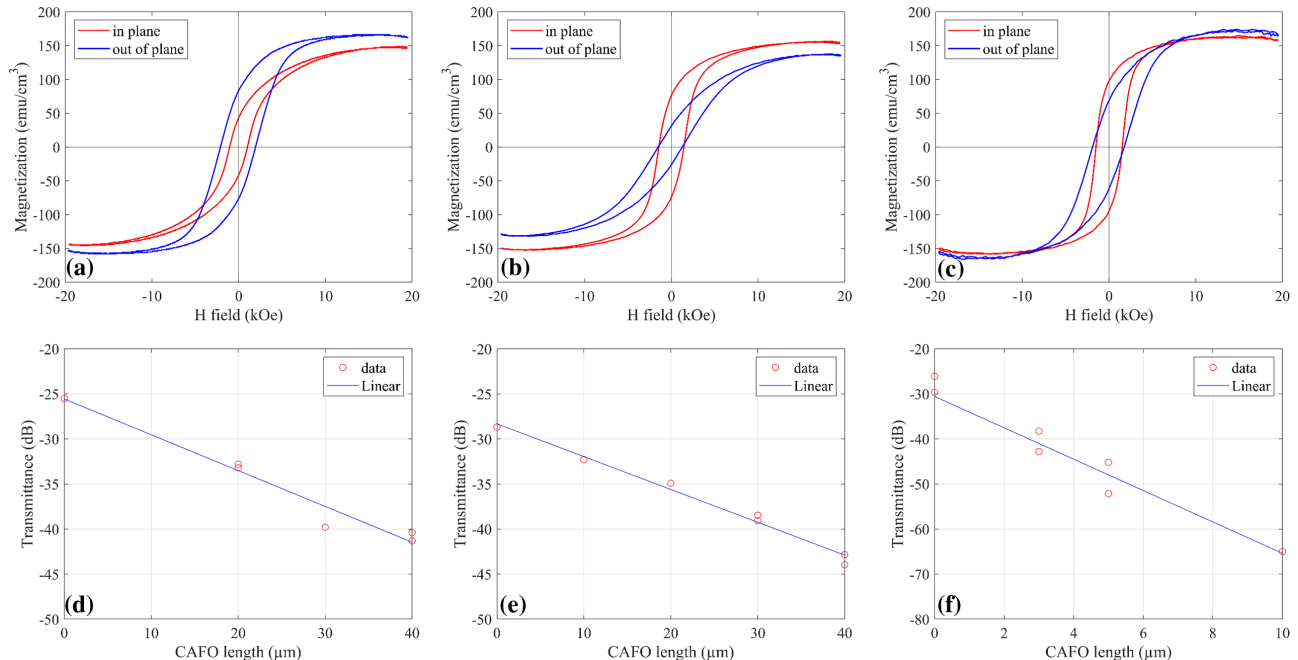 200
150
100
50
0
-50
-100
-150
-200
Magnetization (emu/cm³)
in plane
out of plane
(a)
-20 -10 0 10 20
H field (kOe)
200
150
100
50
0
-50
-100
-150
-200
Magnetization (emu/cm³)
in plane
out of plane
(b)
-20 -10 0 10 20
H field (kOe)
200
150
100
50
0
-50
-100
-150
-200
Magnetization (emu/cm³)
in plane
out of plane
(c)
-20 -10 0 10 20
H field (kOe)
-20
-25
-30
-35
-40
-45
-50
Transmittance (dB)
data
Linear
(d)
0 10 20 30 40
CAFO length (µm)
-20
-25
-30
-35
-40
-45
-50
Transmittance (dB)
data
Linear
(e)
0 10 20 30 40
CAFO length (µm)
-20
-30
-40
-50
-60
-70
-80
Transmittance (dB)
data
Linear
(f)
0 2 4 6 8 10
CAFO length (µm)